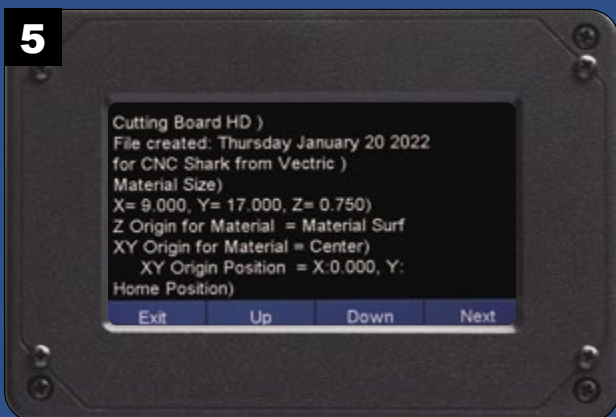 5
Cutting Board HD )
File created: Thursday January 20 2022
for CNC Shark from Vectric )
Material Size)
X= 9.000, Y= 17.000, Z= 0.750)
Z Origin for Material = Material Surf
XY Origin for Material = Center)
XY Origin Position = X:0.000, Y:
Home Position)
Exit Up Down Next